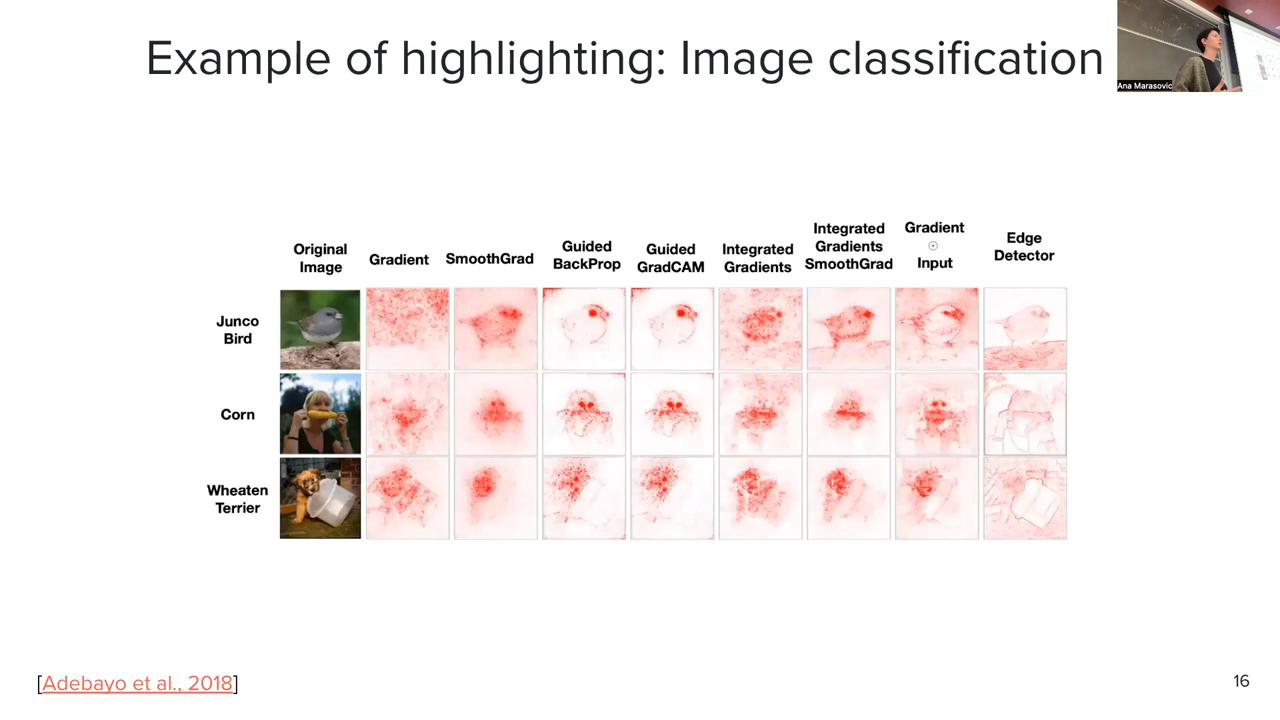 Example of highlighting: Image classification
Ana Marasovic
Original
Image
Gradient
SmoothGrad
Guided
BackProp
Guided
GradCAM
Integrated
Gradients
Integrated
Gradients
SmoothGrad
Gradient
⊙
Input
Edge
Detector
Junco
Bird
Corn
Wheaten
Terrier
[Adebayo et al., 2018]
16